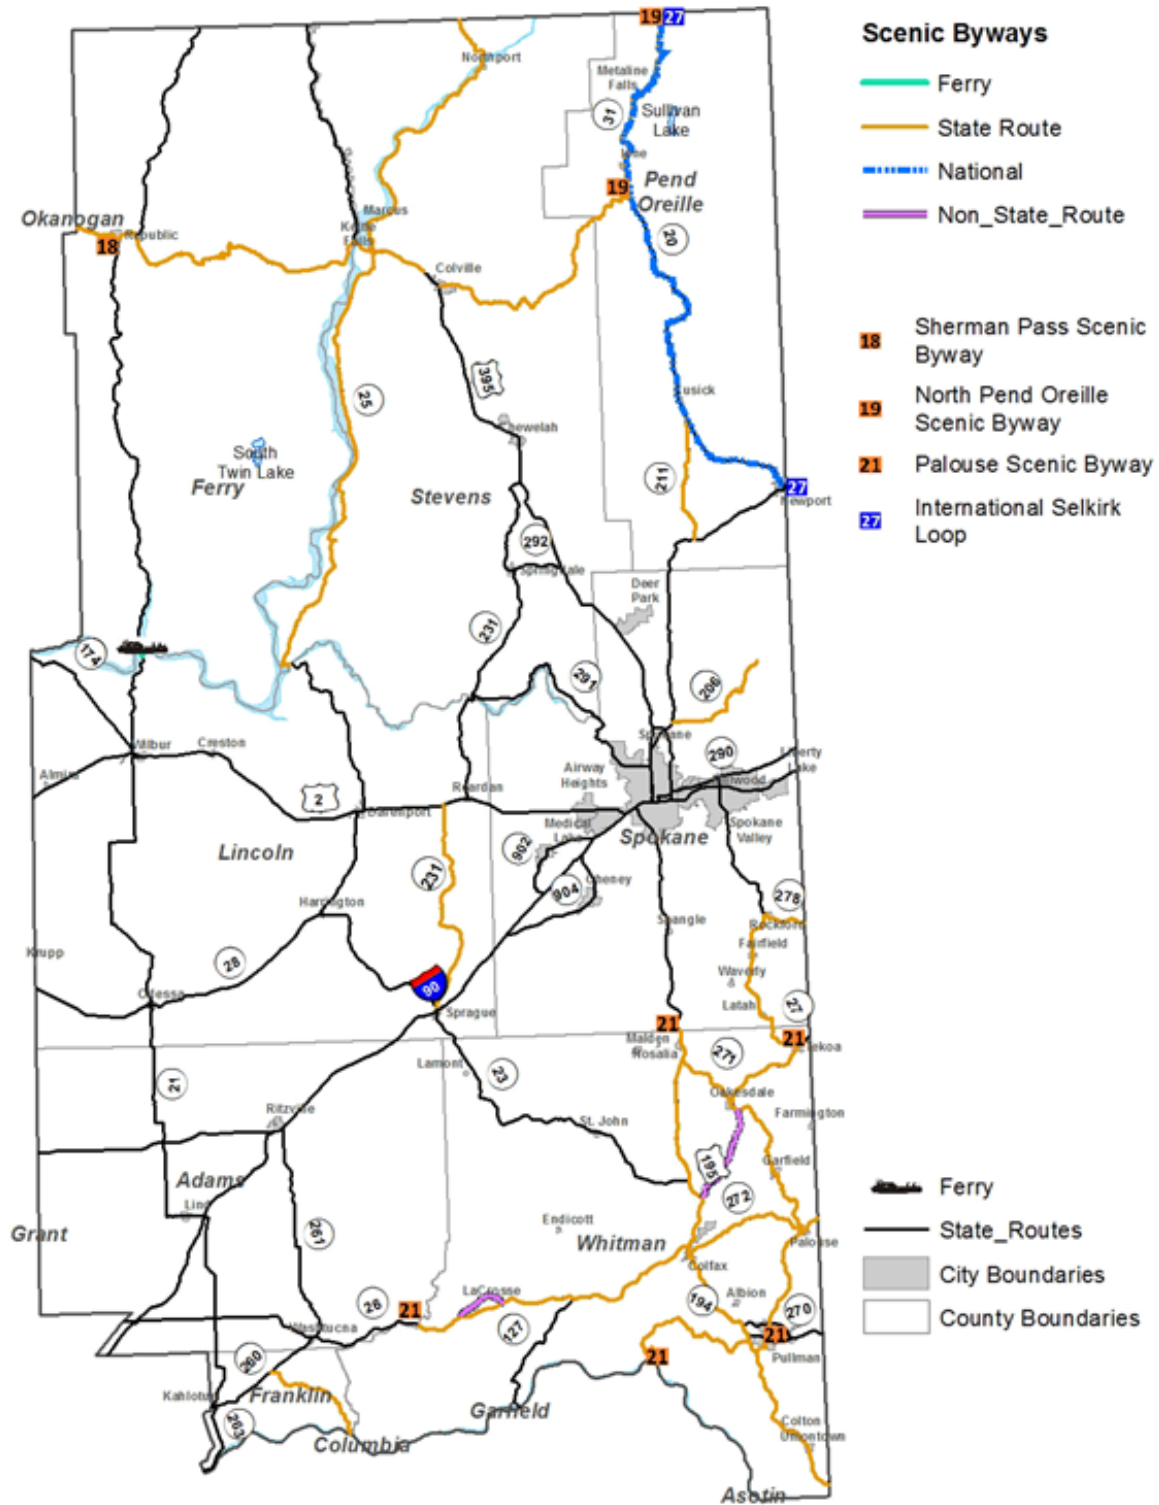 19 27
Scenic Byways
Northport
Metaline
Falls
Ferry
31
Sullivan
Lake
State Route
Ione
National
19
Pend
Oreille
Marcus
Non_State_Route
Okanogan
Republic
Kettle
Falls
18
20
Colville
Sherman Pass Scenic
18
Byway
395
25
Cusick
North Pend Oreille
19
Scenic Byway
Chewelah
South
Twin Lake
21
Palouse Scenic Byway
Ferry
Stevens
211
27
Newport
International Selkirk
27
Loop
292
Springdale
Deer
Park
231
174
291
206
Spokane
Wilbur
Creston
290
Liberty
Lake
Almira
Airway
Heights
Millwood
Reardan
2
Davenport
Medical
Lake
Spokane
Spokane
Valley
Lincoln
902
231
904
Cheney
278
Harrington
Spangle
Rockford
Fairfield
Krupp
28
Waverly
90
Odessa
Latah
27
Sprague
21
Malden
Rosalia
21
Tekoa
271
Lamont
23
21
Oakesdale
Ritzville
Farmington
St. John
195
Garfield
Adams
Ferry
272
Lind
Endicott
State_Routes
Grant
261
Whitman
Palouse
Colfax
City Boundaries
LaCrosse
Albion
26
21
194
270
County Boundaries
127
Washtucna
21
Pullman
260
21
Kahlotus
Franklin
263
Garfield
Colton
Uniontown
Columbia
Asotin